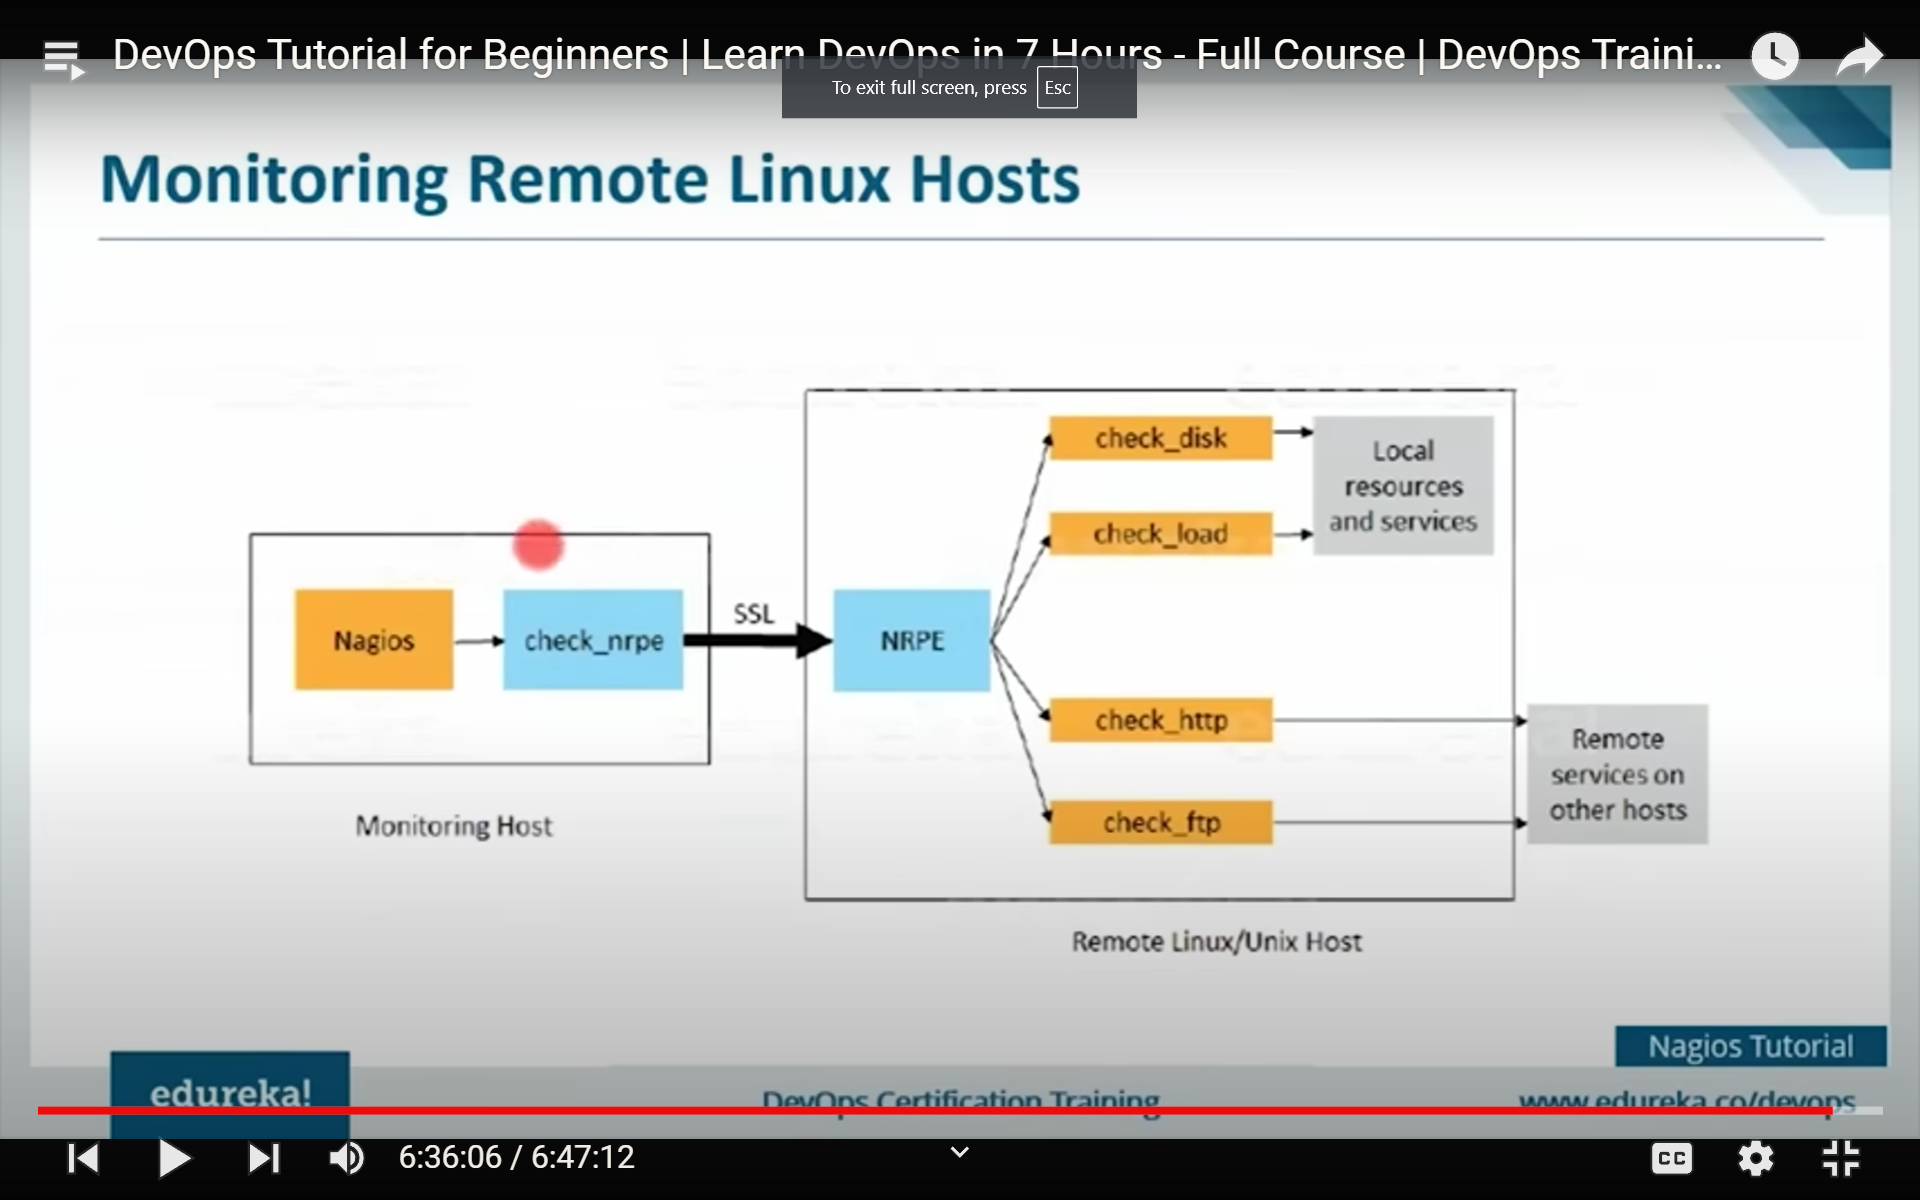 DevOps Tutorial for Beginners | Learn DevOps in 7 Hours - Full Course | DevOps Traini...
To exit full screen, press Esc
Monitoring Remote Linux Hosts
check_disk
Local
resources
and services
check_load
SSL
Nagios
check_nrpe
NRPE
check_http
Remote
services on
other hosts
check_ftp
Monitoring Host
Remote Linux/Unix Host
Nagios Tutorial
edureka!
DevOps Certification Training
www.edureka.co/devops
6:36:06 / 6:47:12
CC